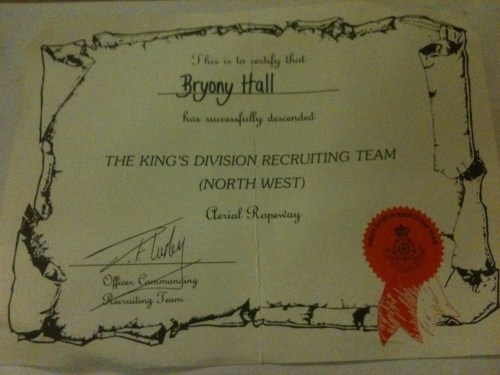 This is to certify that
Bryony Hall
has successfully descended
THE KING'S DIVISION RECRUITING TEAM
(NORTH WEST)
Aerial Ropeway
Officer Commanding
Recruiting Team